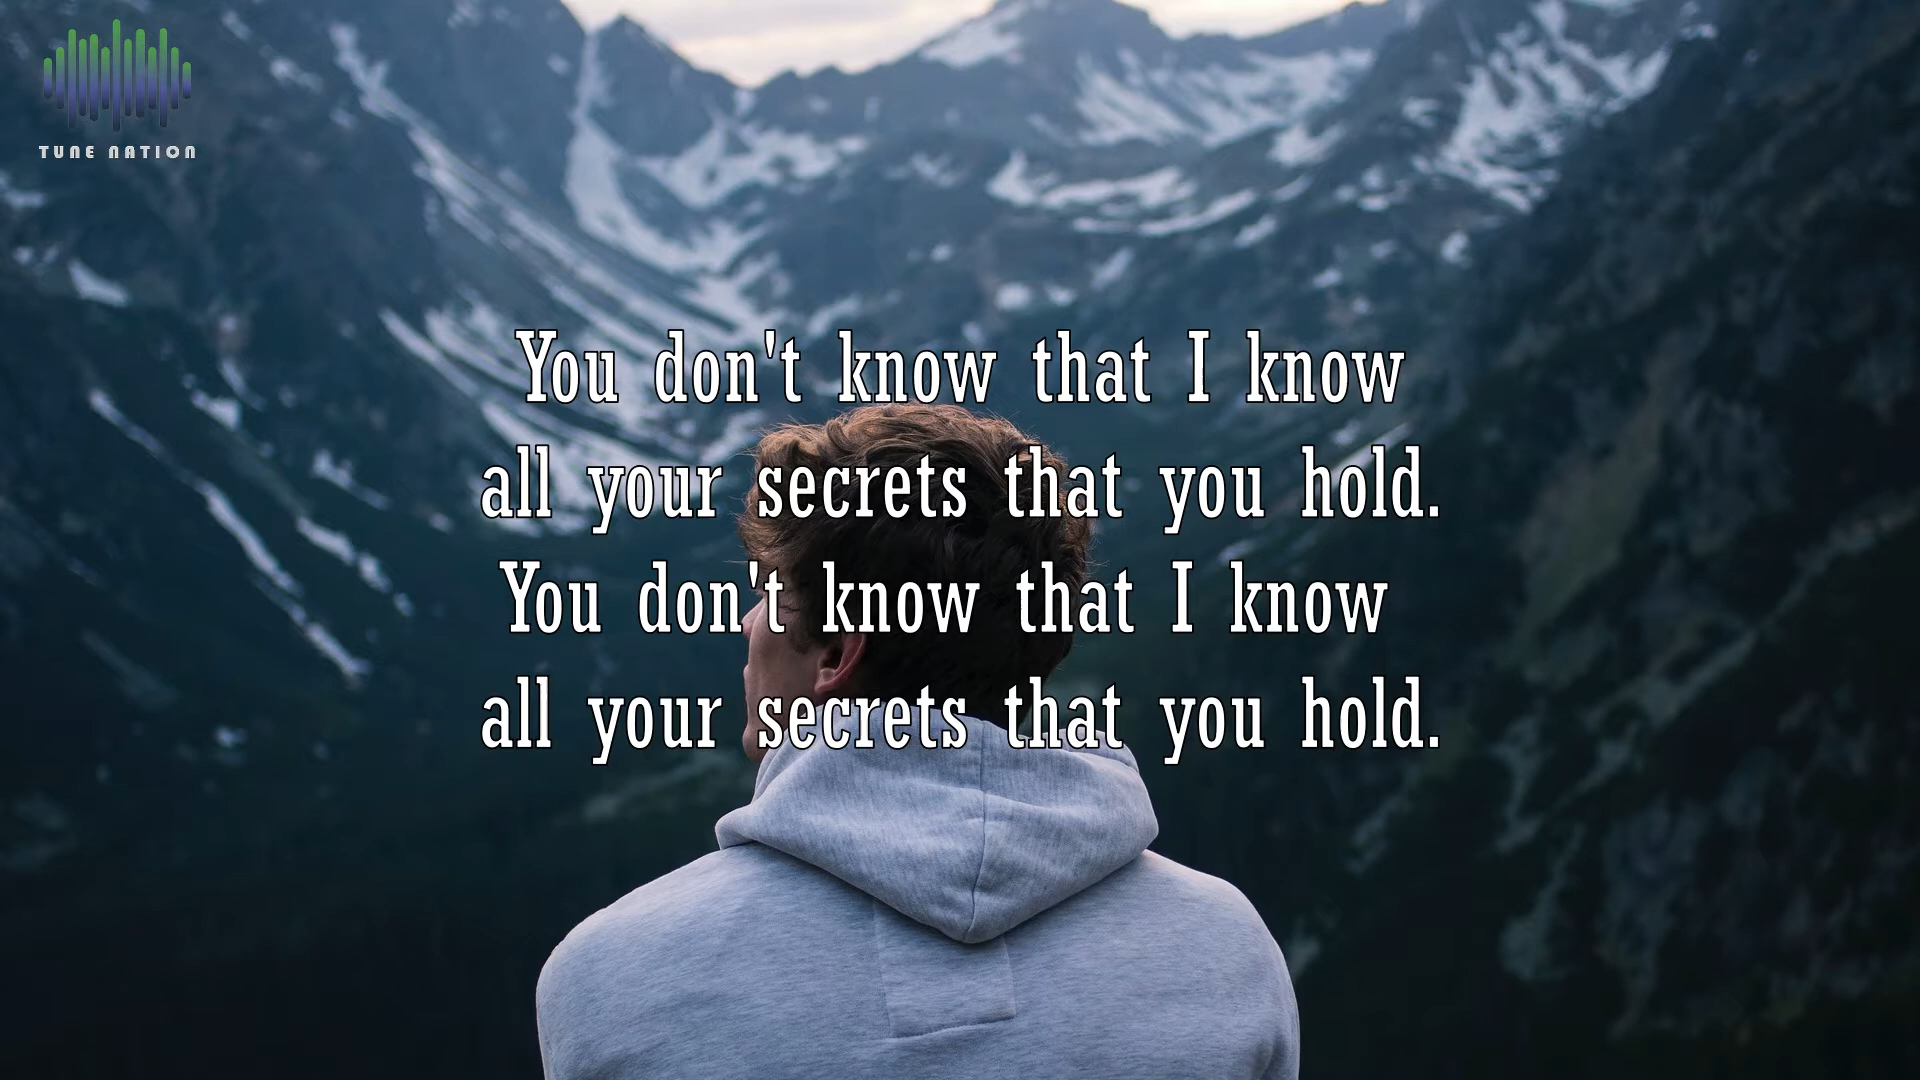 TUNE NATION
You don't know that I know
all your secrets that you hold.
You don't know that I know
all your secrets that you hold.